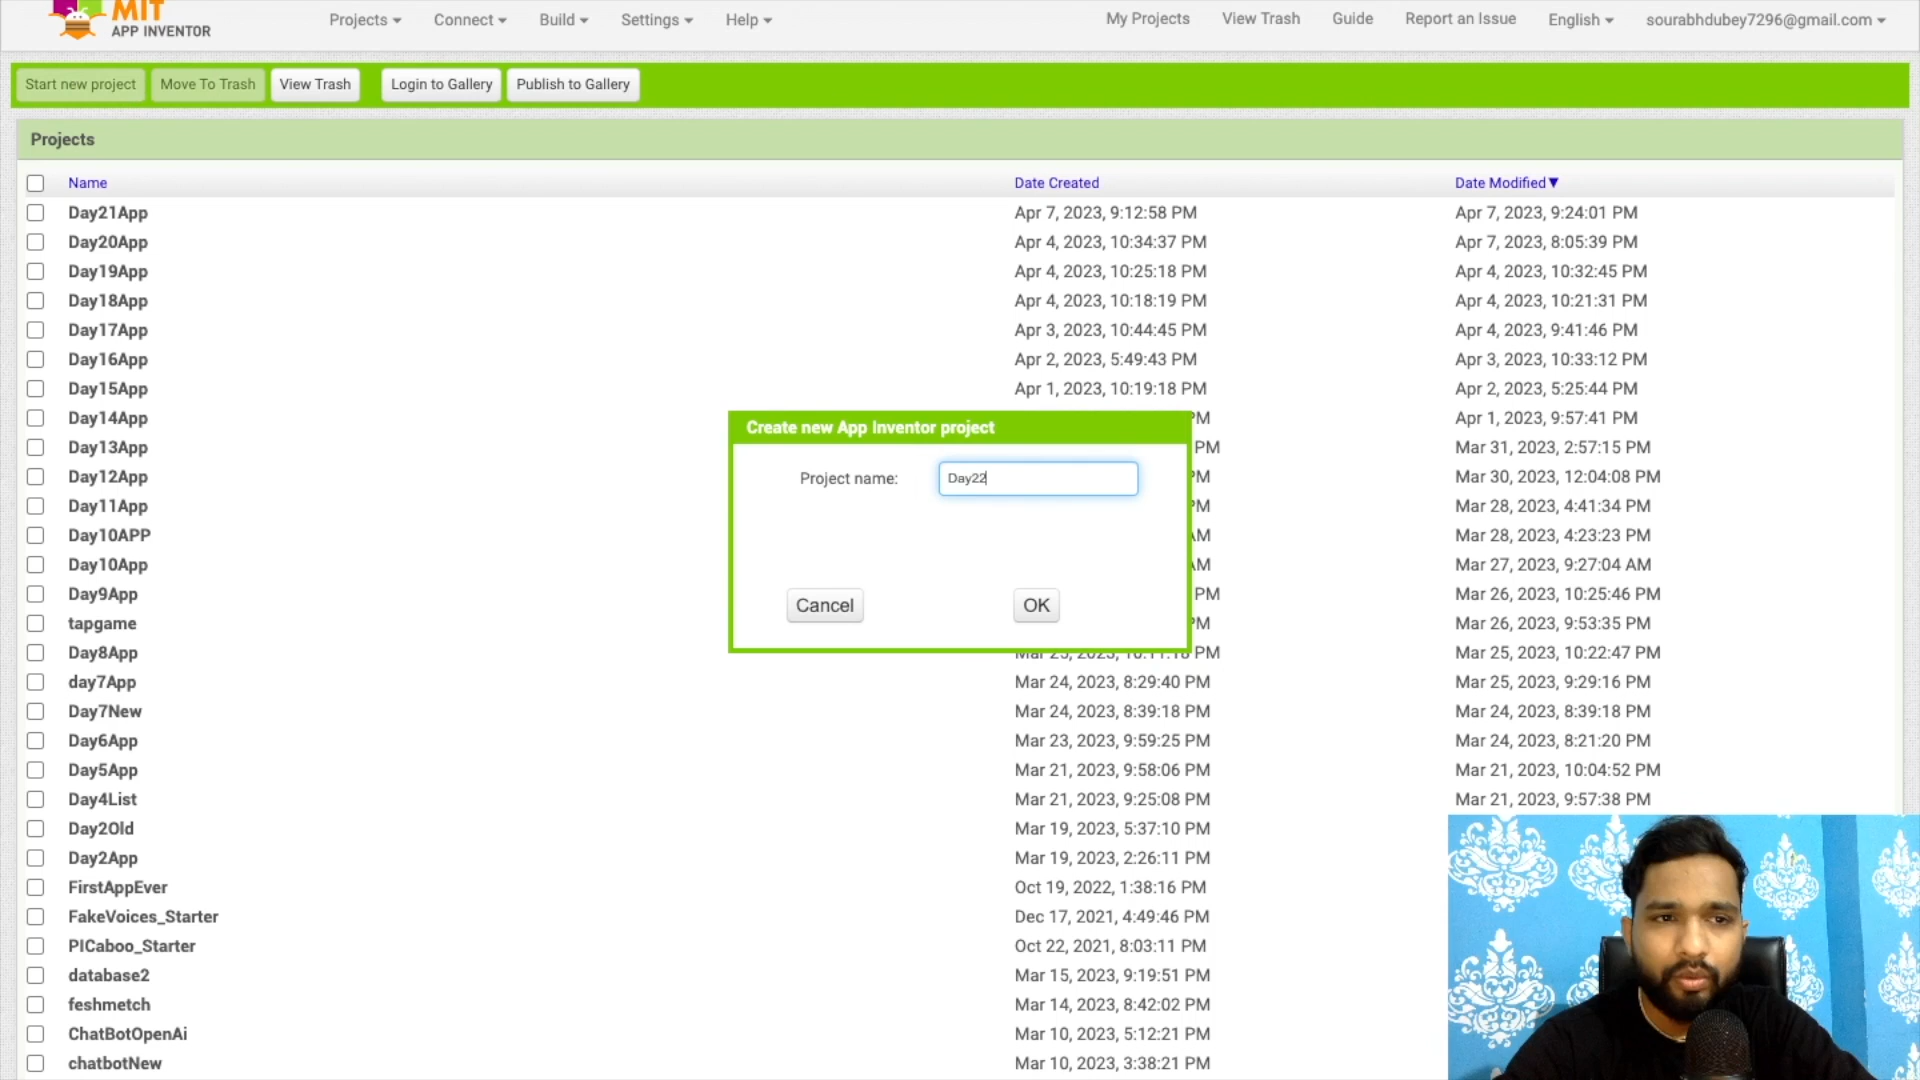 MIT
APP INVENTOR
Projects Connect Build Settings Help My Projects View Trash Guide Report an Issue English sourabhdubey7296@gmail.com
Start new project Move To Trash View Trash Login to Gallery Publish to Gallery
Projects
Name Date Created Date Modified▼
Day21App Apr 7, 2023, 9:12:58 PM Apr 7, 2023, 9:24:01 PM
Day20App Apr 4, 2023, 10:34:37 PM Apr 7, 2023, 8:05:39 PM
Day19App Apr 4, 2023, 10:25:18 PM Apr 4, 2023, 10:32:45 PM
Day18App Apr 4, 2023, 10:18:19 PM Apr 4, 2023, 10:21:31 PM
Day17App Apr 3, 2023, 10:44:45 PM Apr 4, 2023, 9:41:46 PM
Day16App Apr 2, 2023, 5:49:43 PM Apr 3, 2023, 10:33:12 PM
Day15App Apr 1, 2023, 10:19:18 PM Apr 2, 2023, 5:25:44 PM
Day14App PM Apr 1, 2023, 9:57:41 PM
Create new App Inventor project
Day13App PM Mar 31, 2023, 2:57:15 PM
Day12App PM Mar 30, 2023, 12:04:08 PM
Project name: Day22
Day11App PM Mar 28, 2023, 4:41:34 PM
Day10APP AM Mar 28, 2023, 4:23:23 PM
Day10App AM Mar 27, 2023, 9:27:04 AM
Day9App PM Mar 26, 2023, 10:25:46 PM
Cancel OK
tapgame PM Mar 26, 2023, 9:53:35 PM
Day8App PM Mar 25, 2023, 10:22:47 PM
day7App Mar 24, 2023, 8:29:40 PM Mar 25, 2023, 9:29:16 PM
Day7New Mar 24, 2023, 8:39:18 PM Mar 24, 2023, 8:39:18 PM
Day6App Mar 23, 2023, 9:59:25 PM Mar 24, 2023, 8:21:20 PM
Day5App Mar 21, 2023, 9:58:06 PM Mar 21, 2023, 10:04:52 PM
Day4List Mar 21, 2023, 9:25:08 PM Mar 21, 2023, 9:57:38 PM
Day2Old Mar 19, 2023, 5:37:10 PM
Day2App Mar 19, 2023, 2:26:11 PM
FirstAppEver Oct 19, 2022, 1:38:16 PM
FakeVoices_Starter Dec 17, 2021, 4:49:46 PM
PICaboo_Starter Oct 22, 2021, 8:03:11 PM
database2 Mar 15, 2023, 9:19:51 PM
feshmetch Mar 14, 2023, 8:42:02 PM
ChatBotOpenAi Mar 10, 2023, 5:12:21 PM
chatbotNew Mar 10, 2023, 3:38:21 PM